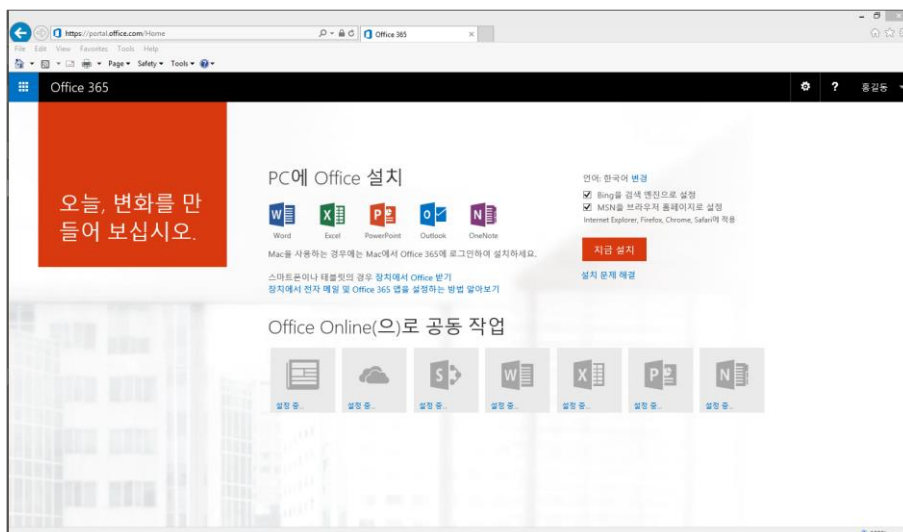 https://portal.office.com/Home
Office 365
File Edit View Favorites Tools Help
Page Safety Tools
Office 365
? 홍길동
오늘, 변화를 만
들어 보십시오.
PC에 Office 설치
Word Excel PowerPoint Outlook OneNote
Mac을 사용하는 경우에는 Mac에서 Office 365에 로그인하여 설치하세요.
스마트폰이나 태블릿의 경우 장치에서 Office 받기
장치에서 전자 메일 및 Office 365 앱을 설정하는 방법 알아보기
언어: 한국어 변경
Bing을 검색 엔진으로 설정
MSN을 브라우저 홈페이지로 설정
Internet Explorer, Firefox, Chrome, Safari에 적용
지금 설치
설치 문제 해결
Office Online(으)로 공동 작업
설정 중.. 설정 중.. 설정 중.. 설정 중.. 설정 중.. 설정 중.. 설정 중..